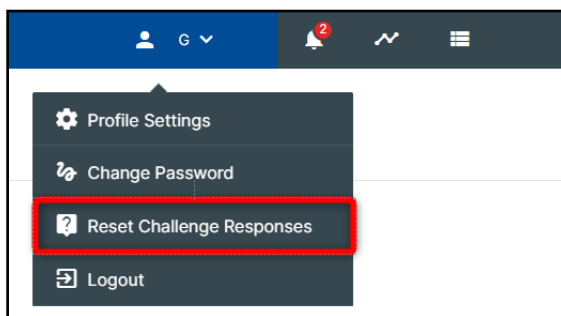 G 2
Profile Settings
Change Password
Reset Challenge Responses
Logout